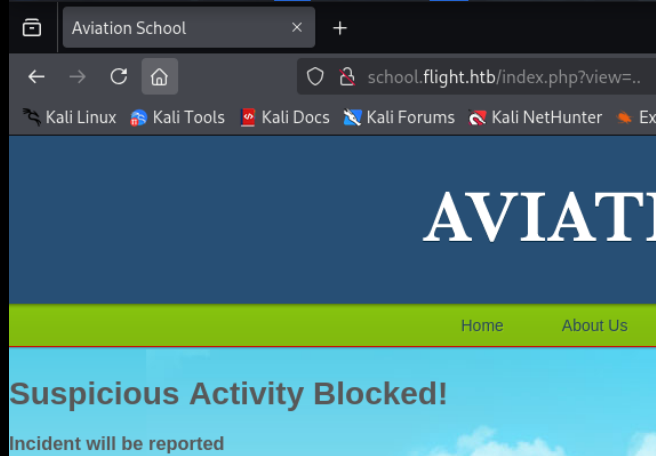 Aviation School
school.flight.htb/index.php?view=..
Kali Linux Kali Tools Kali Docs Kali Forums Kali NetHunter Ex
AVIATI
Home About Us
Suspicious Activity Blocked!
Incident will be reported